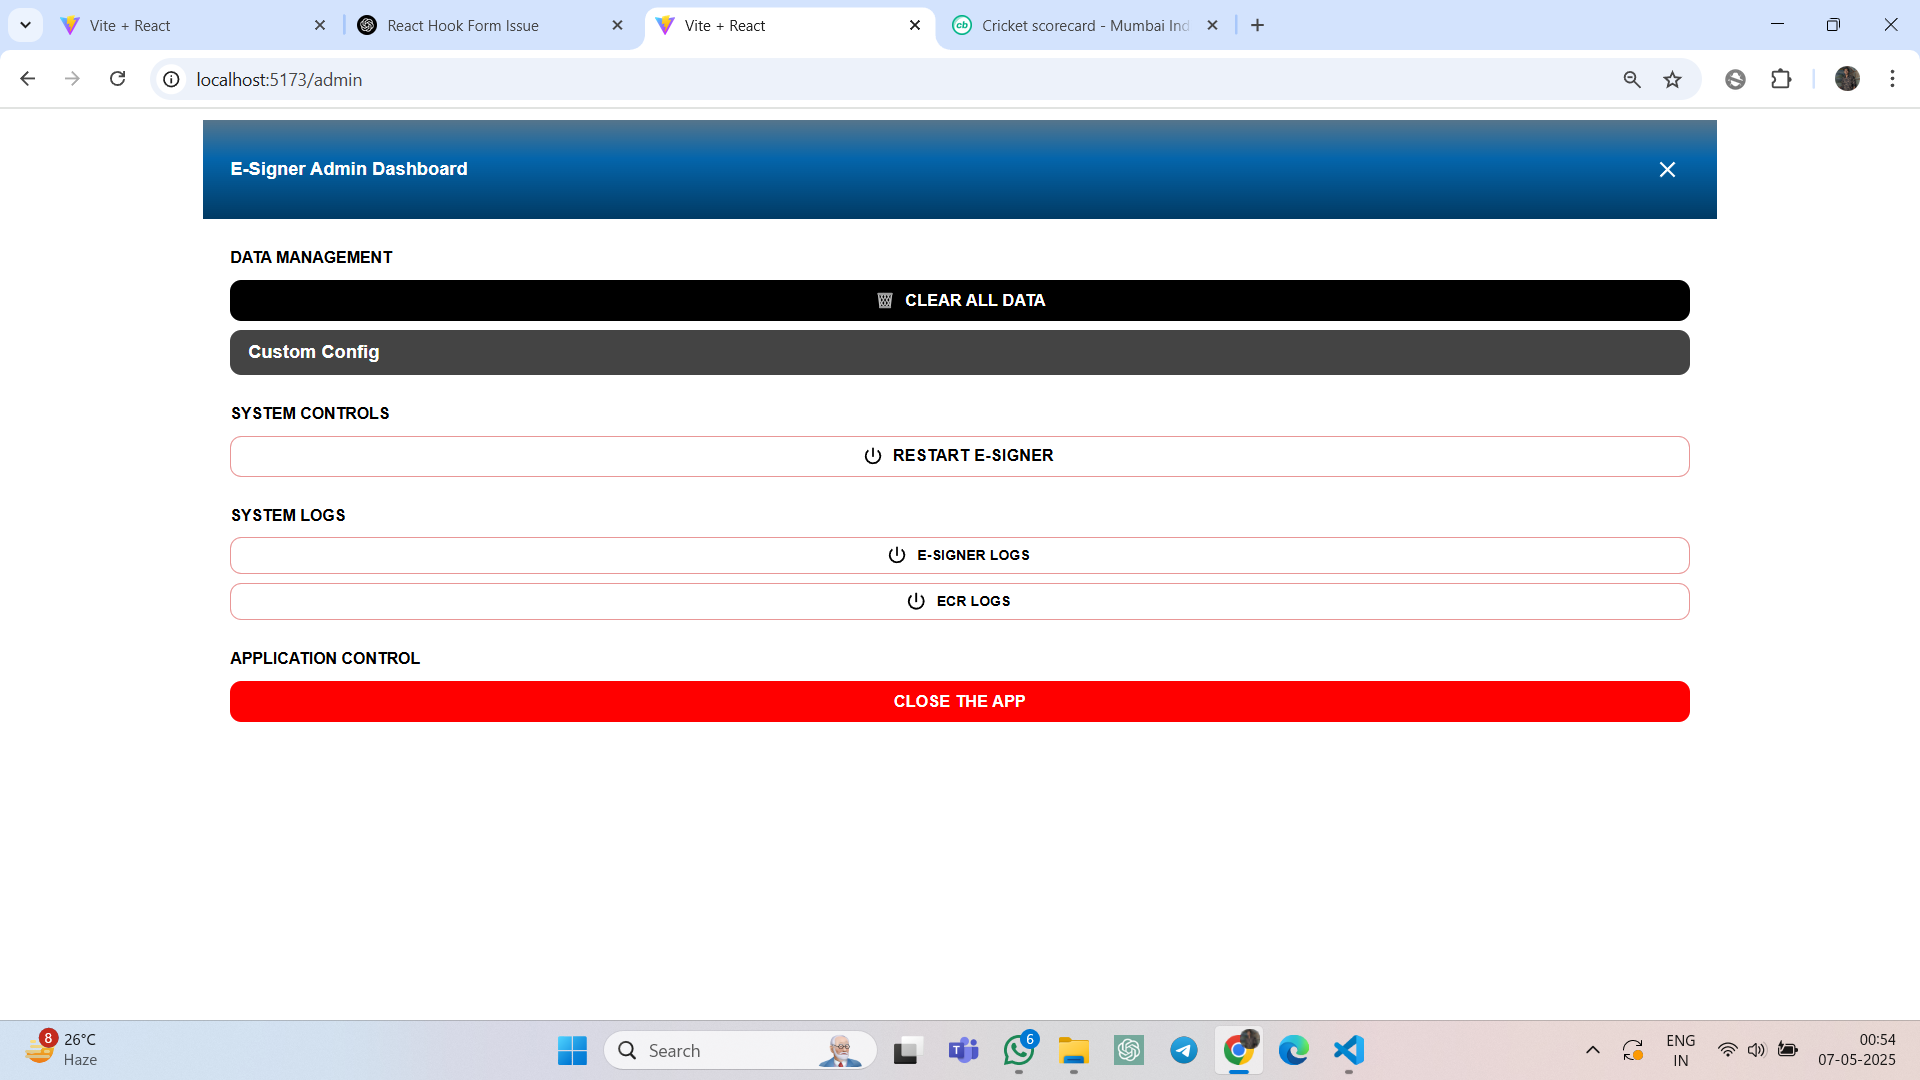 Vite + React
React Hook Form Issue
Vite + React
Cricket scorecard - Mumbai Ind
localhost:5173/admin
E-Signer Admin Dashboard
DATA MANAGEMENT
CLEAR ALL DATA
Custom Config
SYSTEM CONTROLS
RESTART E-SIGNER
SYSTEM LOGS
E-SIGNER LOGS
ECR LOGS
APPLICATION CONTROL
CLOSE THE APP
8
26°C
Haze
Search
6
ENG
IN
00:54
07-05-2025